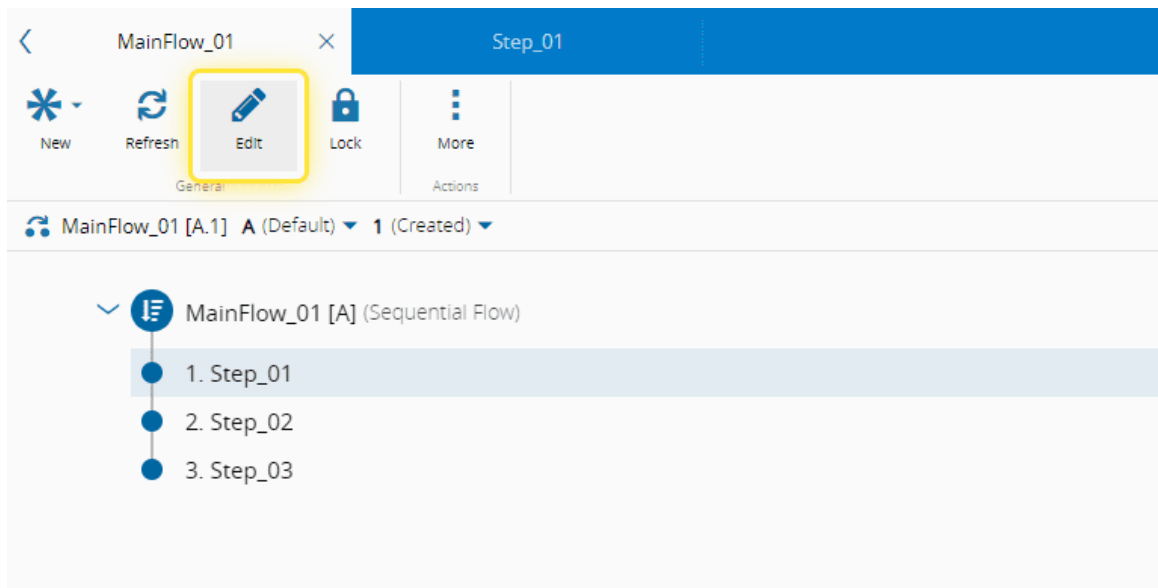 MainFlow_01 Step_01
New Refresh Edit Lock More
General Actions
MainFlow_01 [A.1] A (Default) 1 (Created)
MainFlow_01 [A] (Sequential Flow)
1. Step_01
2. Step_02
3. Step_03